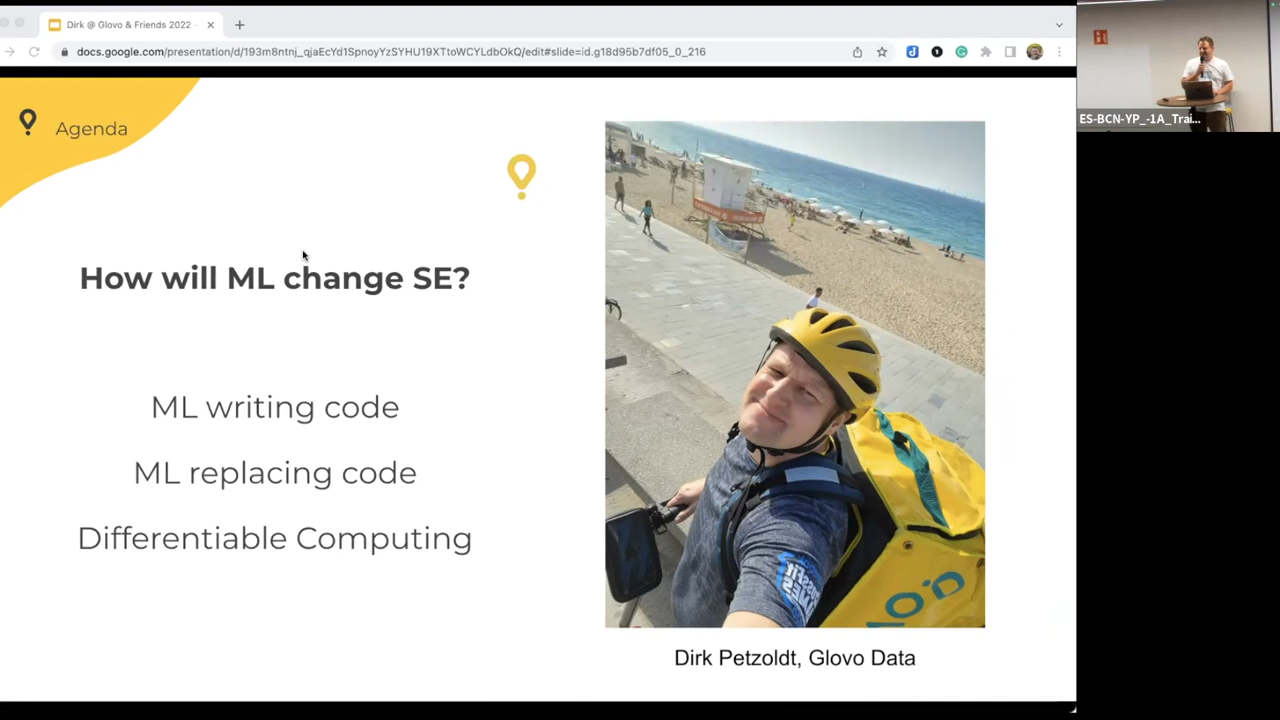 Dirk @ Glovo & Friends 2022
docs.google.com/presentation/d/193m8ntnj_qjaEcYd1SpnoyYzSYHU19XTtoWCYLdbOkQ/edit#slide=id.g18d95b7df05_0_216
ES-BCN-YP_-1A_Trai...
Agenda
How will ML change SE?
ML writing code
ML replacing code
Differentiable Computing
Dirk Petzoldt, Glovo Data